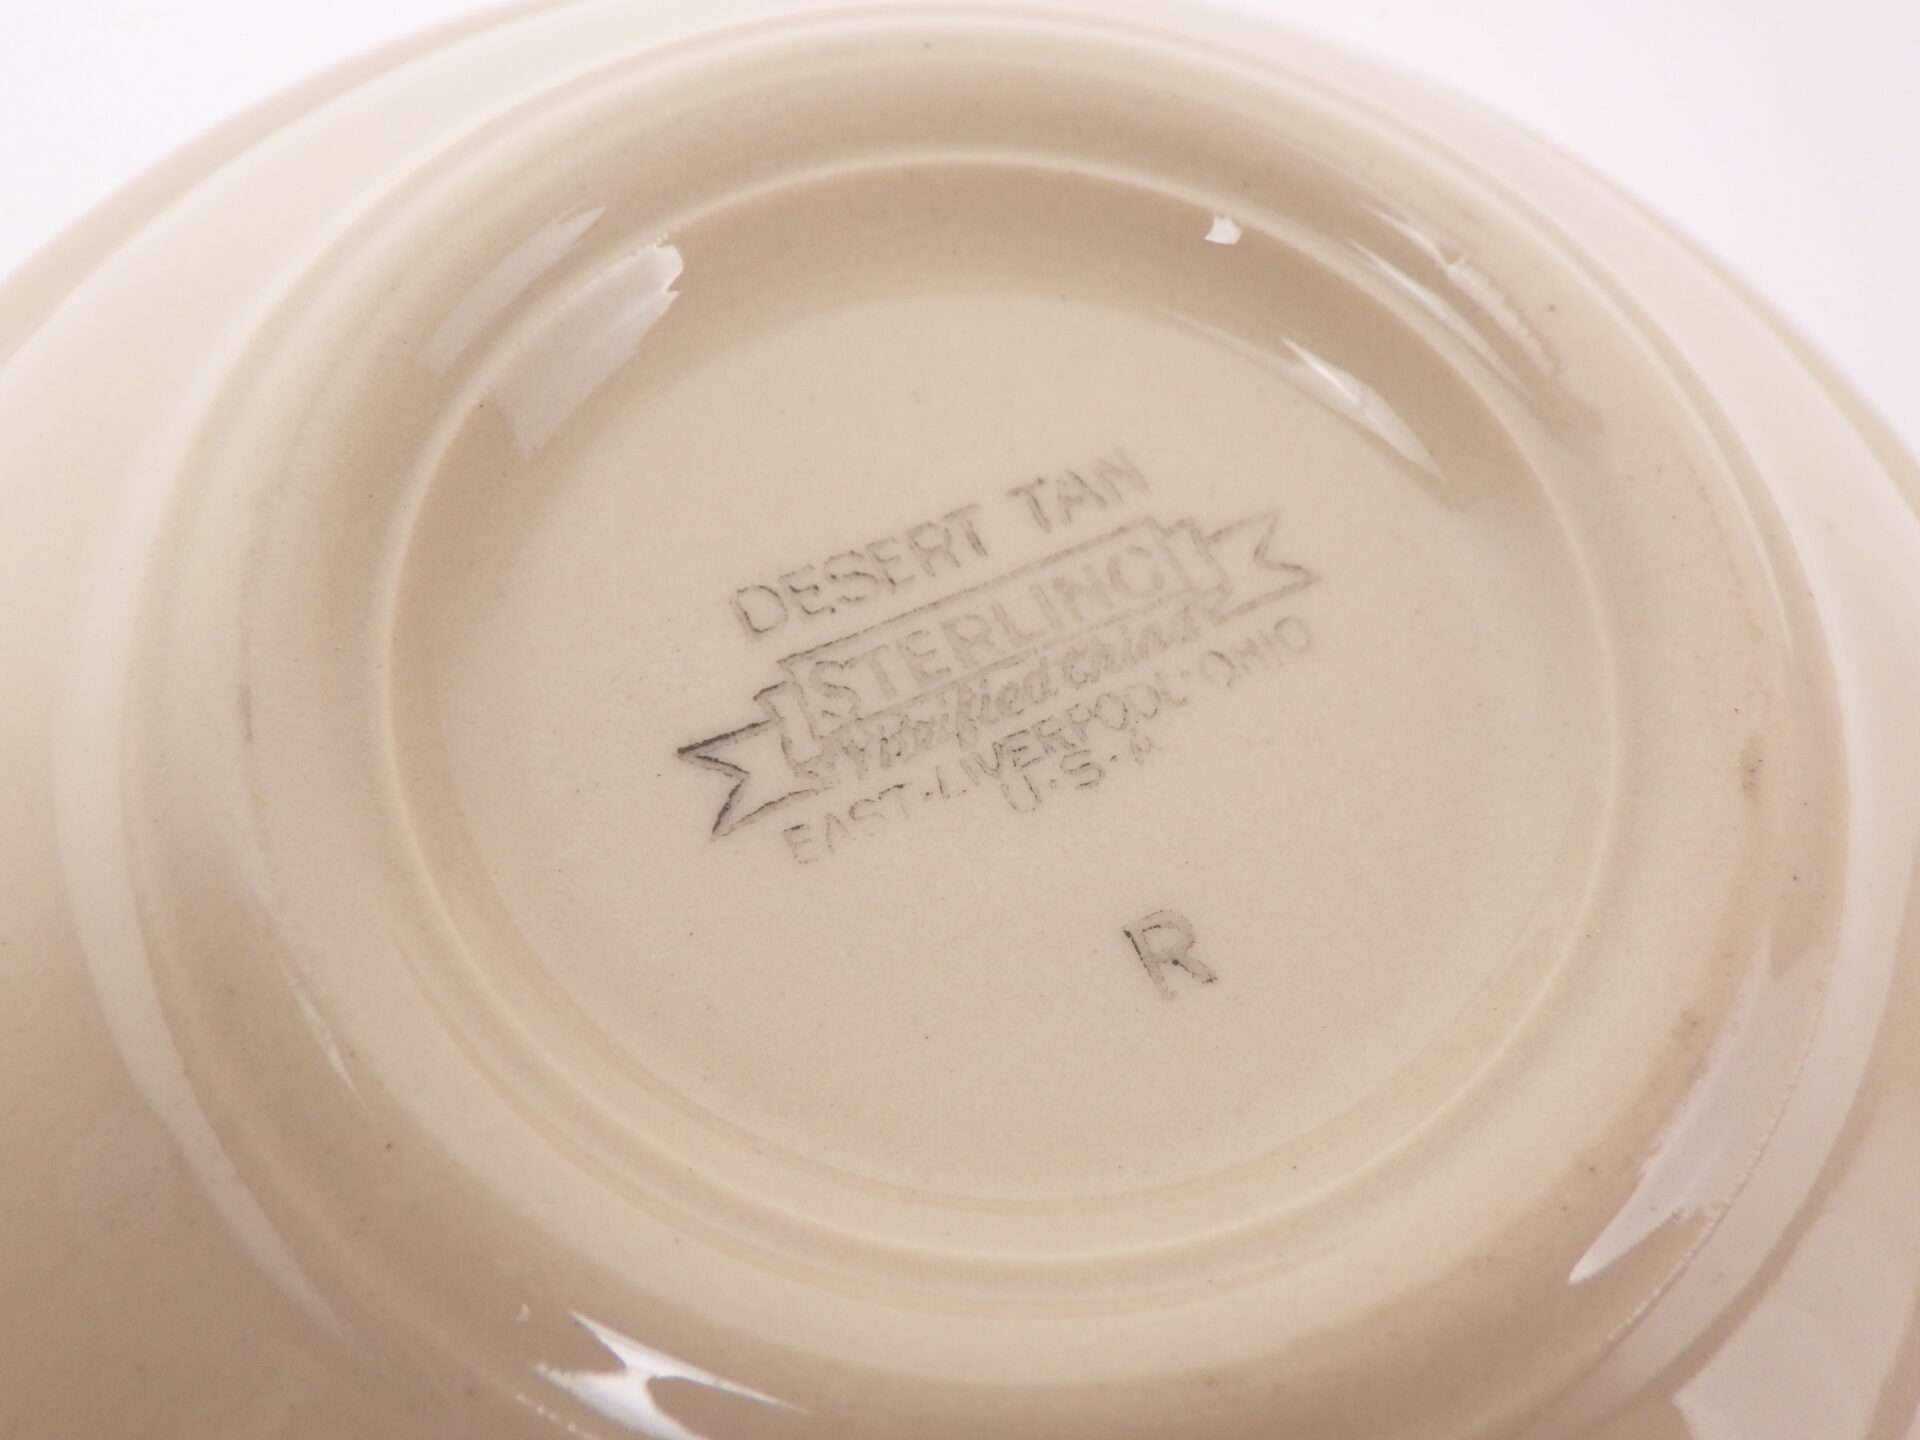 DESERT TAN
STERLING
Vitrified China
EAST·LIVERPOOL·OHIO
U·S·A
R